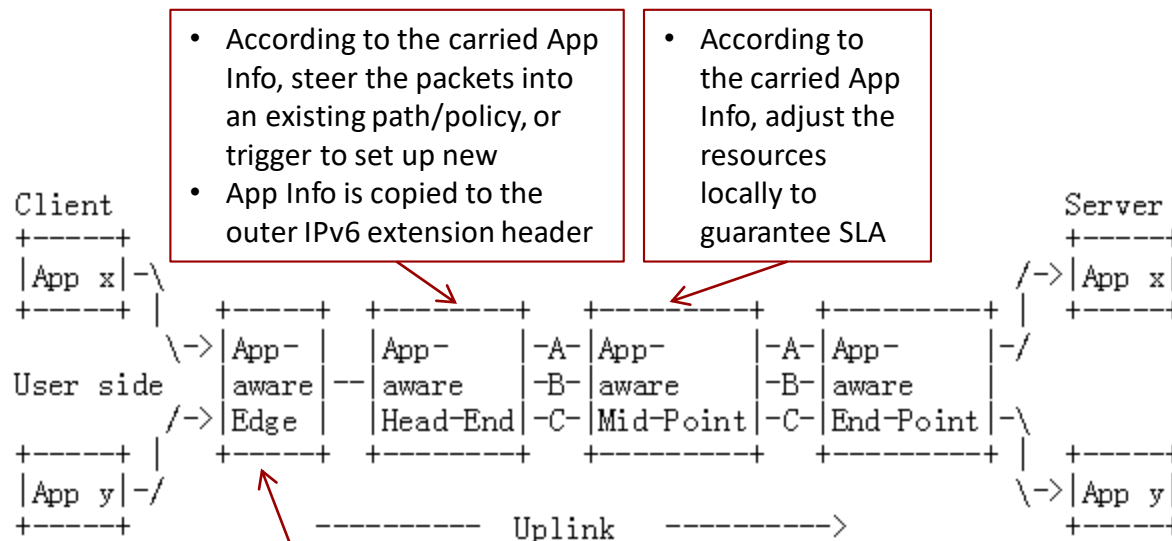 • According to the carried App
Info, steer the packets into
an existing path/policy, or
trigger to set up new
• App Info is copied to the
outer IPv6 extension header
• According to
the carried App
Info, adjust the
resources
locally to
guarantee SLA
Client                                                                Server
+-----+                                                             +-----+
|App x|-\                                                        /->|App x|
+-----+ |     +-----+  +--------+   +---------+   +---------+ |  +-----+
         \->|App- |  |App-    |-A-|App-     |-A-|App-     |-/
User side   |aware|--|aware   |-B-|aware    |-B-|aware    |
         /->|Edge |  |Head-End|-C-|Mid-Point|-C-|End-Point|-\
+-----+ |     +-----+  +--------+   +---------+   +---------+ |  +-----+
|App y|-/                                                        \->|App y|
+-----+          ---------- Uplink ---------->                      +-----+